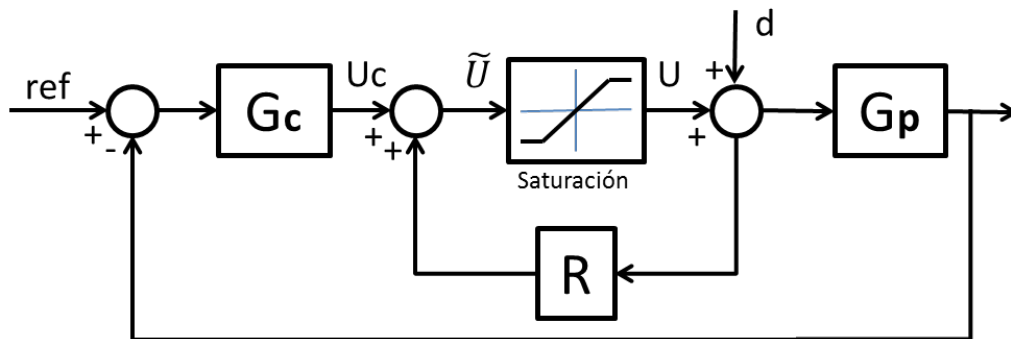 ref
+
-
Gc
Uc
+
+
Ũ
Saturación
U
d
+
+
Gp
R